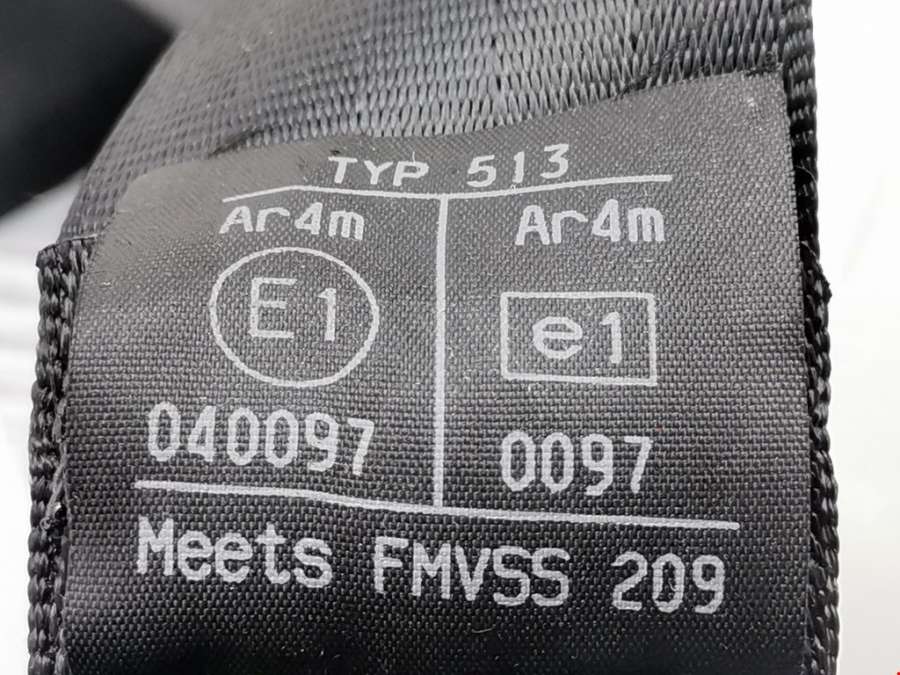 TYP 513
Ar4m Ar4m
E1 e1
040097 0097
Meets FMVSS 209